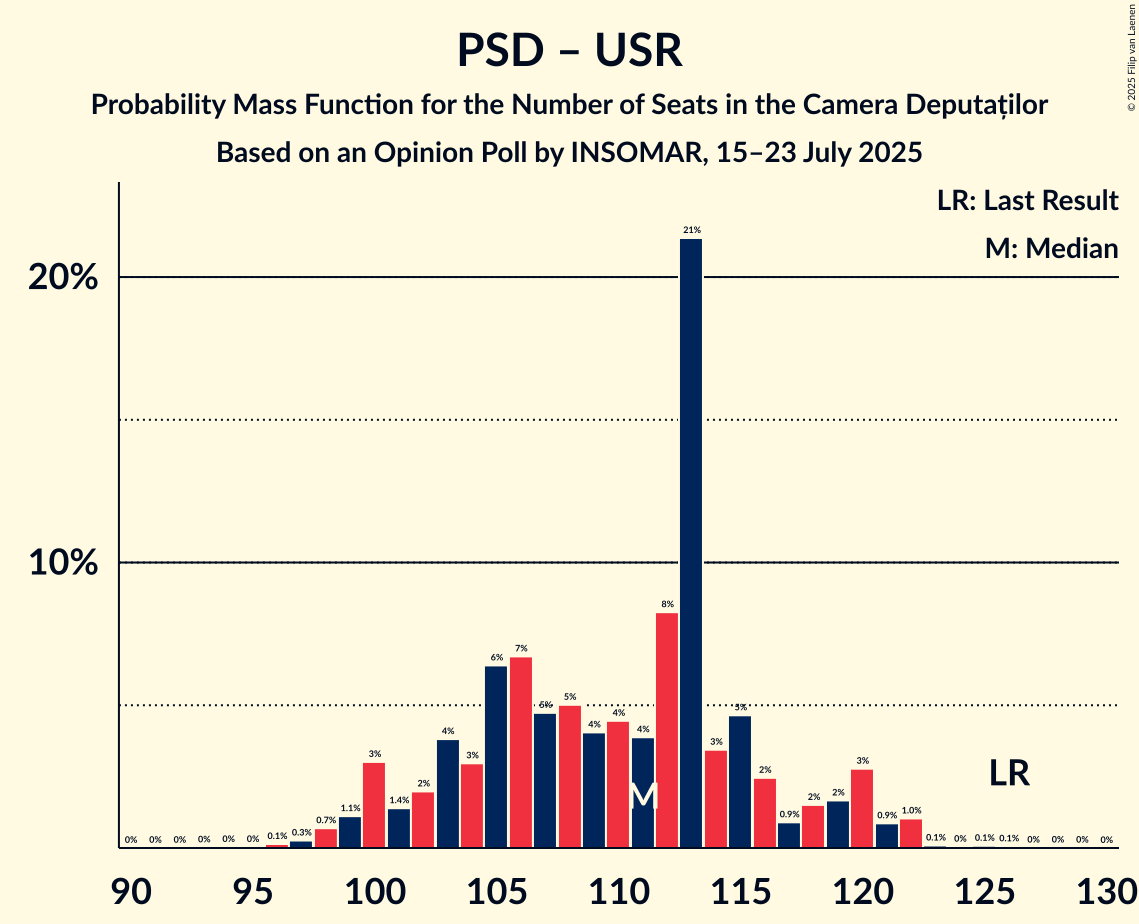 PSD – USR
Probability Mass Function for the Number of Seats in the Camera Deputaților
Based on an Opinion Poll by INSOMAR, 15–23 July 2025
© 2025 Filip van Laenen
LR: Last Result
M: Median
20%
10%
0% 0% 0% 0% 0% 0% 0.1% 0.3% 0.7% 1.1% 3% 1.4% 2% 4% 3% 6% 7% 5% 5% 4% 4% 4% 8% 21% 3% 5% 2% 0.9% 2% 2% 3% 0.9% 1.0% 0.1% 0% 0.1% 0.1% 0% 0% 0% 0%
M
LR
90 95 100 105 110 115 120 125 130